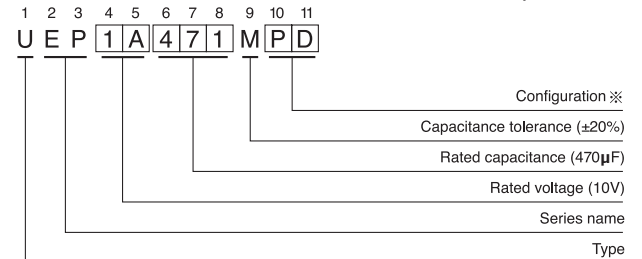 1 2 3 4 5 6 7 8 9 10 11
U E P 1 A 4 7 1 M P D
Configuration ※
Capacitance tolerance (±20%)
Rated capacitance (470µF)
Rated voltage (10V)
Series name
Type